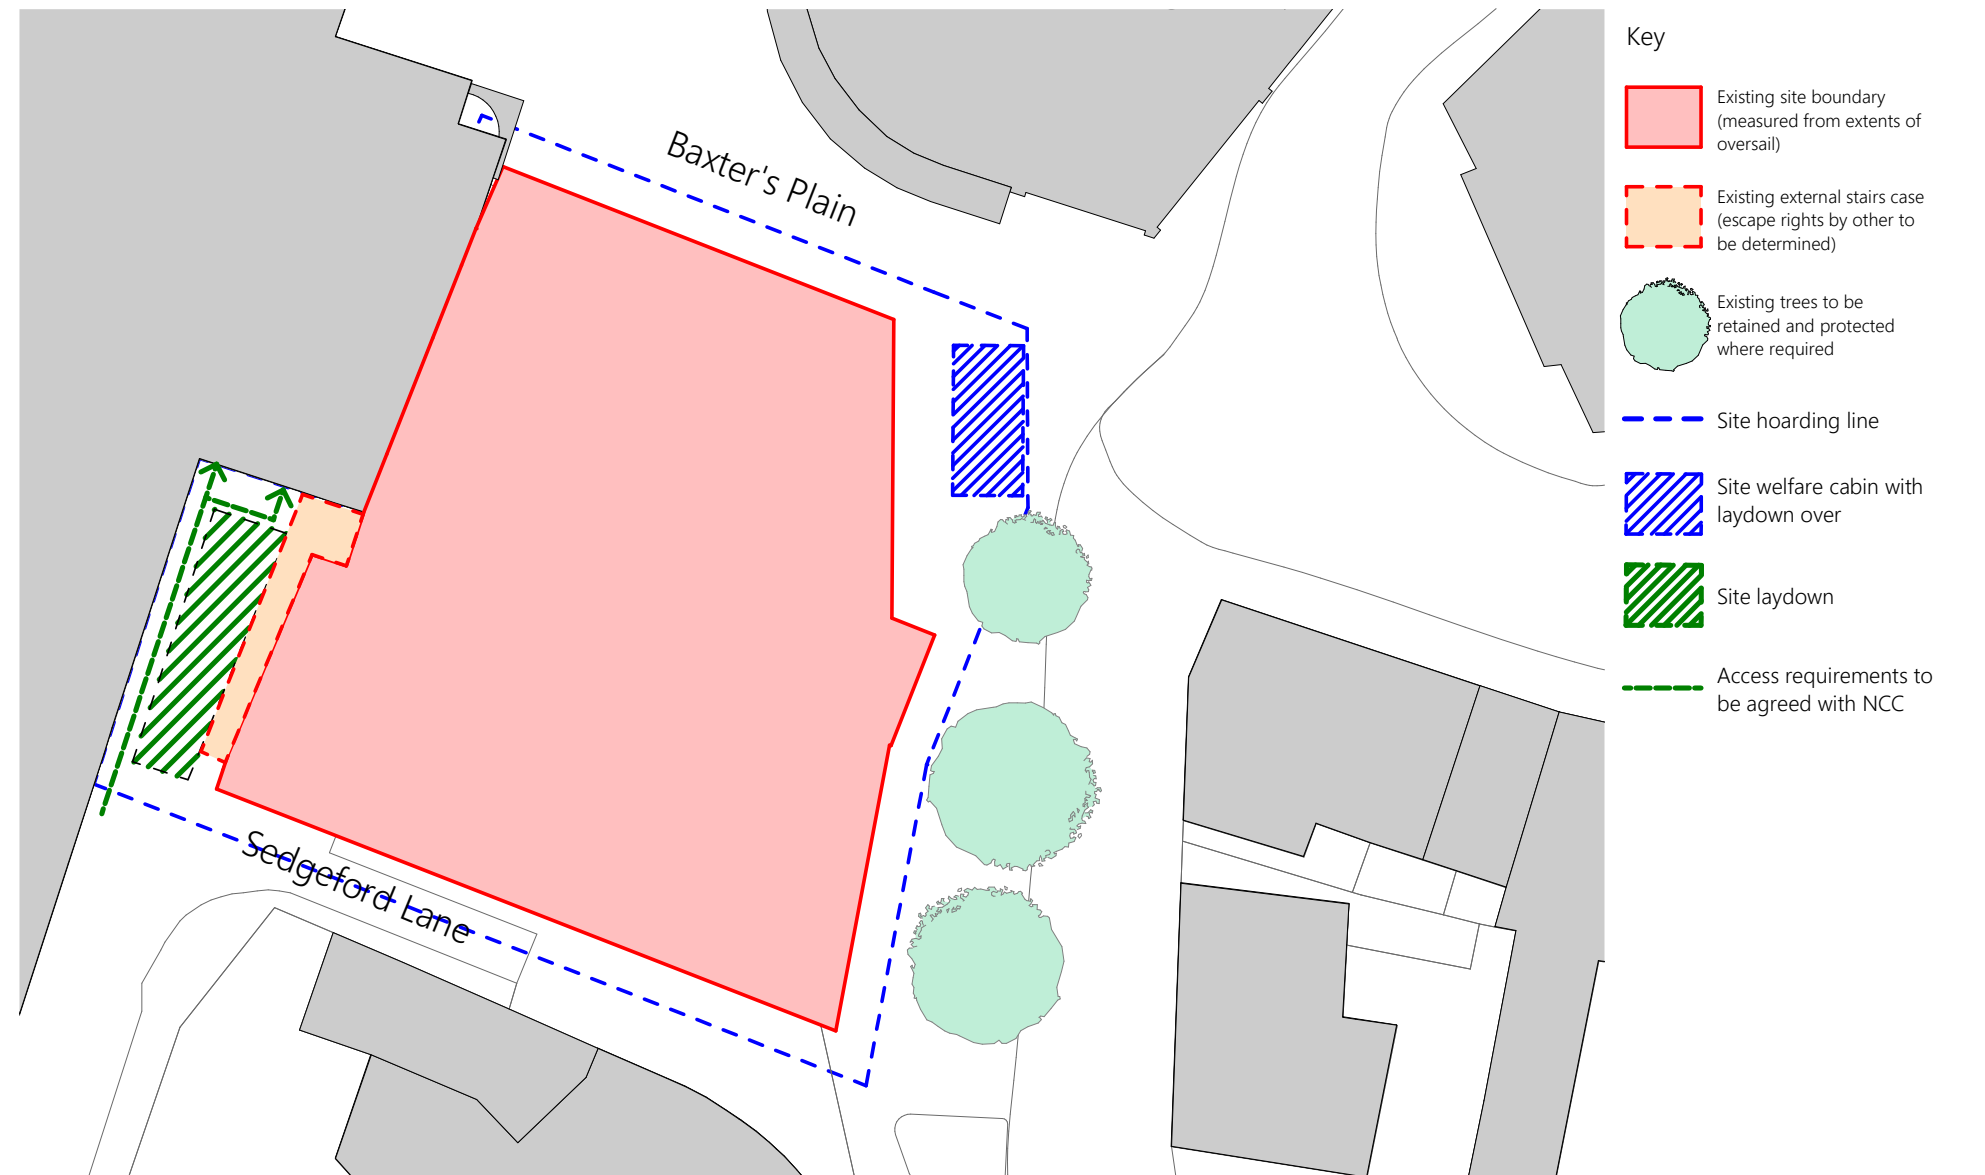 Baxter's Plain
Sedgeford Lane
Key
Existing site boundary
(measured from extents of
oversail)
Existing external stairs case
(escape rights by other to
be determined)
Existing trees to be
retained and protected
where required
Site hoarding line
Site welfare cabin with
laydown over
Site laydown
Access requirements to
be agreed with NCC